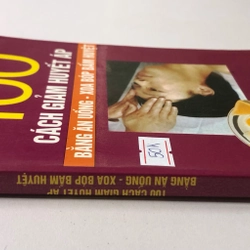 100
CÁCH GIẢM HUYẾT ÁP
BẰNG ĂN UỐNG - XOA BÓP BẤM HUYỆT
50k
100 CÁCH GIẢM HUYẾT ÁP
BẰNG ĂN UỐNG - XOA BÓP BẤM HUYỆT